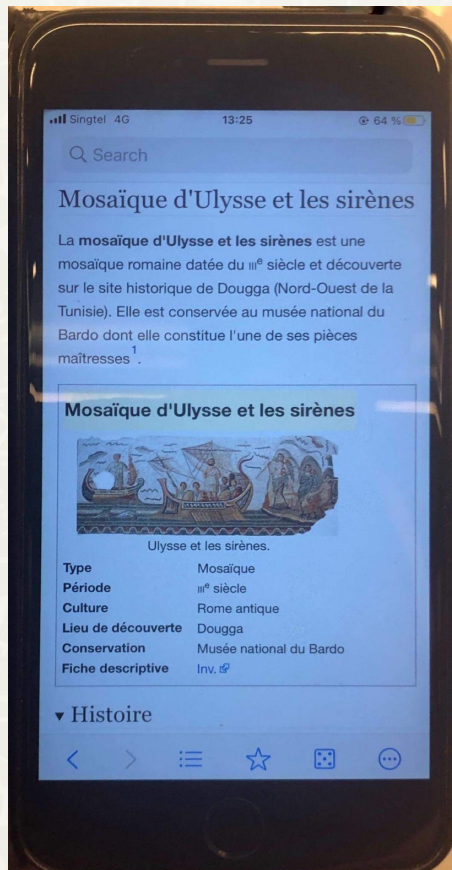 Singtel 4G 13:25 64 %
Search
Mosaïque d'Ulysse et les sirènes
La mosaïque d'Ulysse et les sirènes est une
mosaïque romaine datée du IIIe siècle et découverte
sur le site historique de Dougga (Nord-Ouest de la
Tunisie). Elle est conservée au musée national du
Bardo dont elle constitue l'une de ses pièces
maîtresses1.
Mosaïque d'Ulysse et les sirènes
Ulysse et les sirènes.
Type Mosaïque
Période IIIe siècle
Culture Rome antique
Lieu de découverte Dougga
Conservation Musée national du Bardo
Fiche descriptive Inv.
Histoire